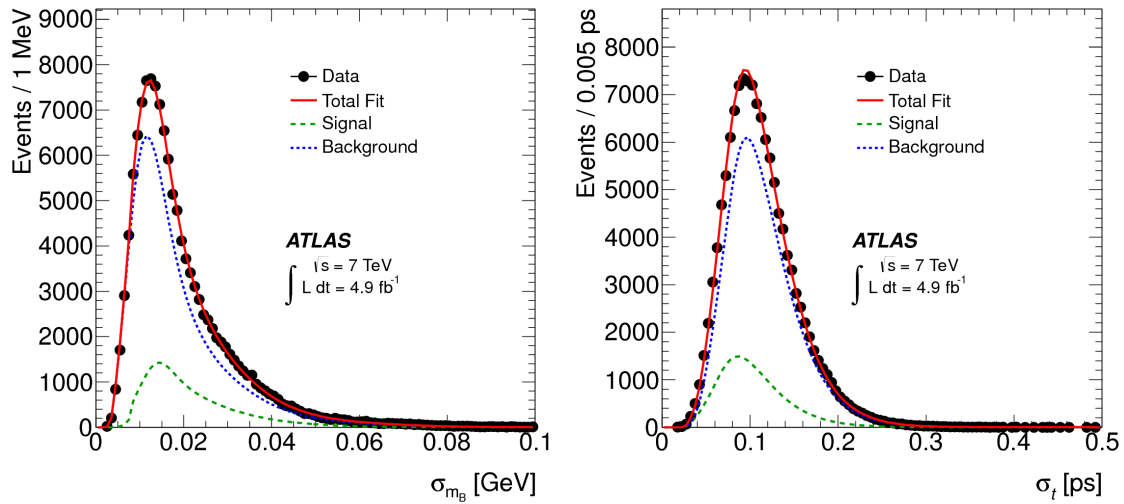 Events / 1 MeV
9000
8000
7000
6000
5000
4000
3000
2000
1000
0
Data
Total Fit
Signal
Background
ATLAS
√s = 7 TeV
∫ L dt = 4.9 fb⁻¹
0 0.02 0.04 0.06 0.08 0.1
σ_{m_B} [GeV]
Events / 0.005 ps
8000
7000
6000
5000
4000
3000
2000
1000
0
Data
Total Fit
Signal
Background
ATLAS
√s = 7 TeV
∫ L dt = 4.9 fb⁻¹
0 0.1 0.2 0.3 0.4 0.5
σ_t [ps]